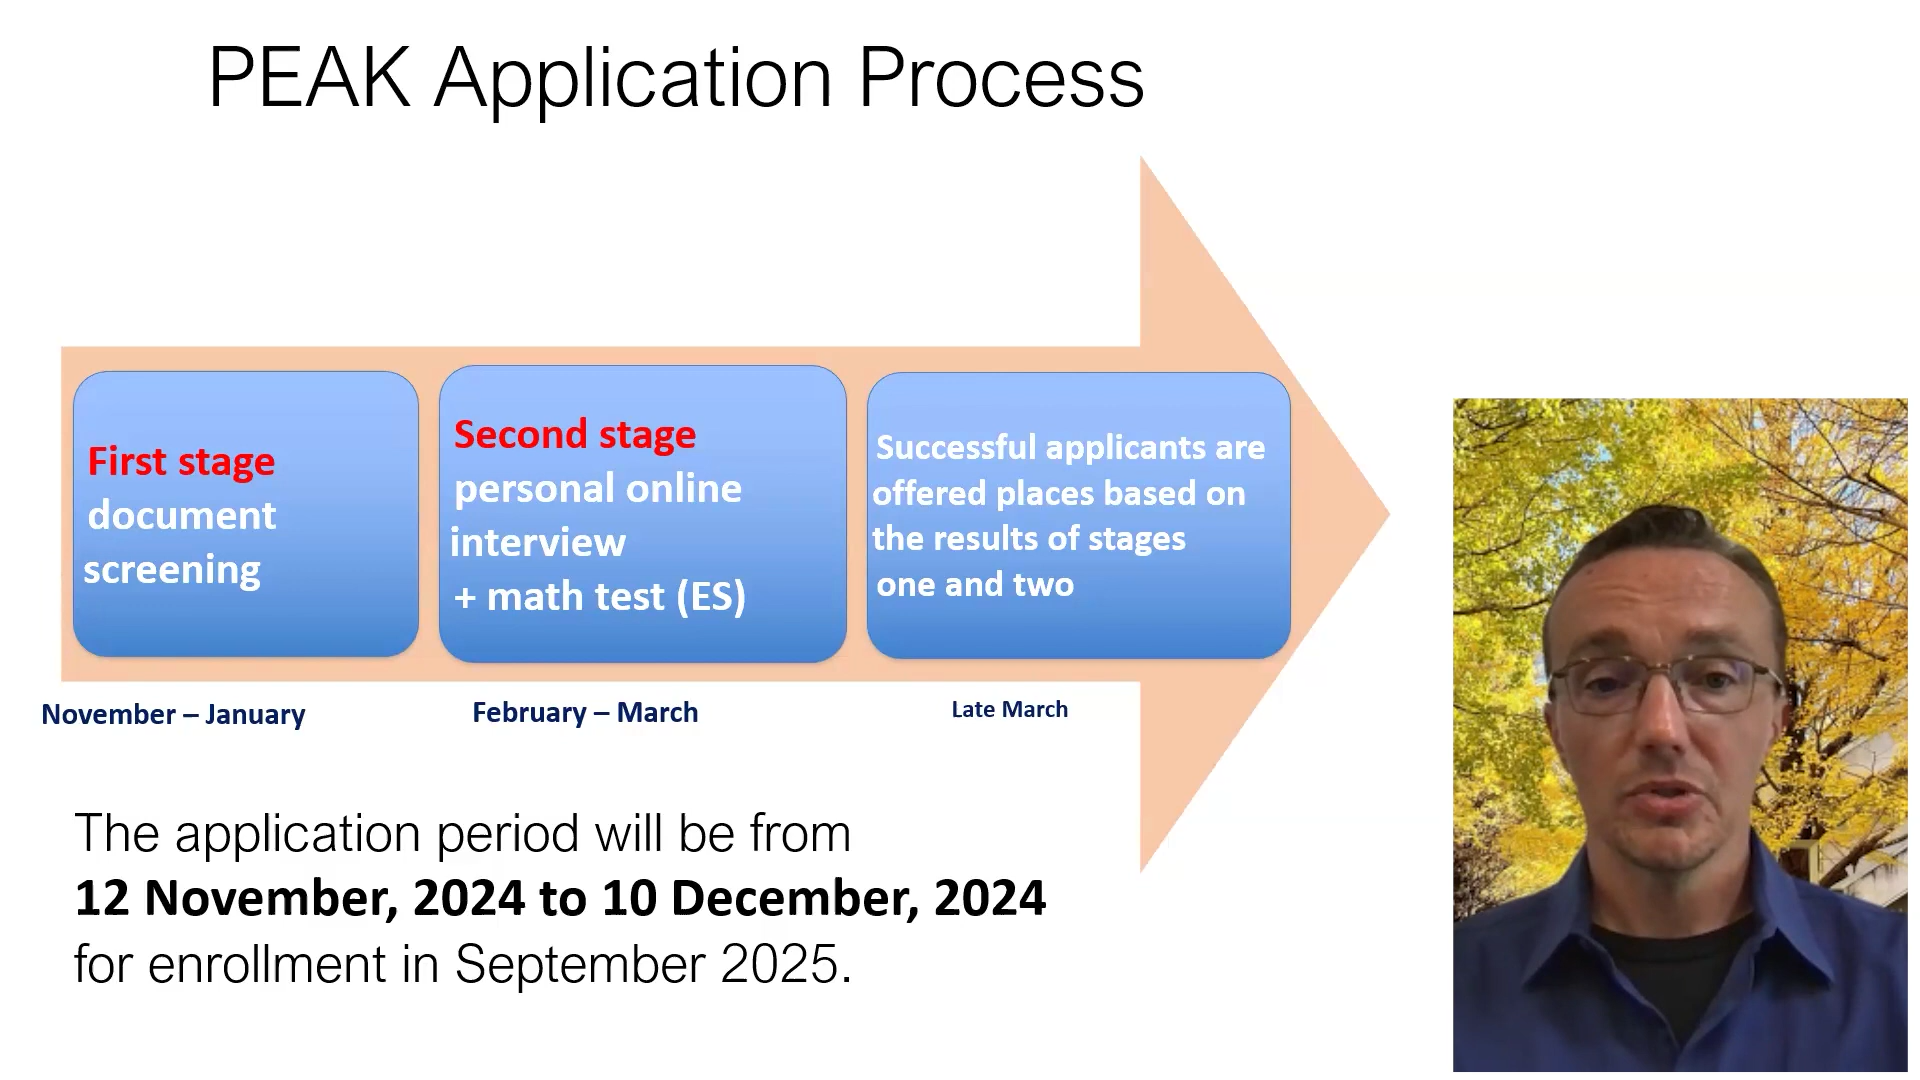 PEAK Application Process
First stage
document
screening
Second stage
personal online
interview
+ math test (ES)
Successful applicants are
offered places based on
the results of stages
one and two
November – January
February – March
Late March
The application period will be from
12 November, 2024 to 10 December, 2024
for enrollment in September 2025.